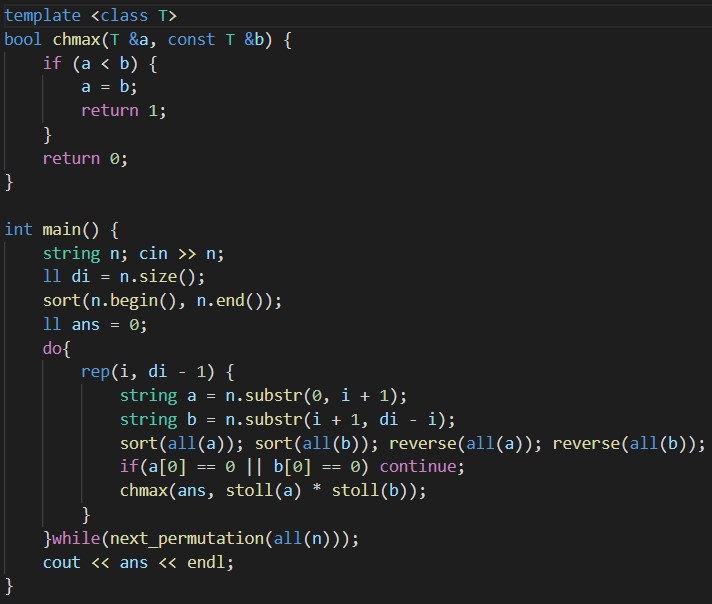 template <class T>
bool chmax(T &a, const T &b) {
    if (a < b) {
        a = b;
        return 1;
    }
    return 0;
}

int main() {
    string n; cin >> n;
    ll di = n.size();
    sort(n.begin(), n.end());
    ll ans = 0;
    do{
        rep(i, di - 1) {
            string a = n.substr(0, i + 1);
            string b = n.substr(i + 1, di - i);
            sort(all(a)); sort(all(b)); reverse(all(a)); reverse(all(b));
            if(a[0] == 0 || b[0] == 0) continue;
            chmax(ans, stoll(a) * stoll(b));
        }
    }while(next_permutation(all(n)));
    cout << ans << endl;
}